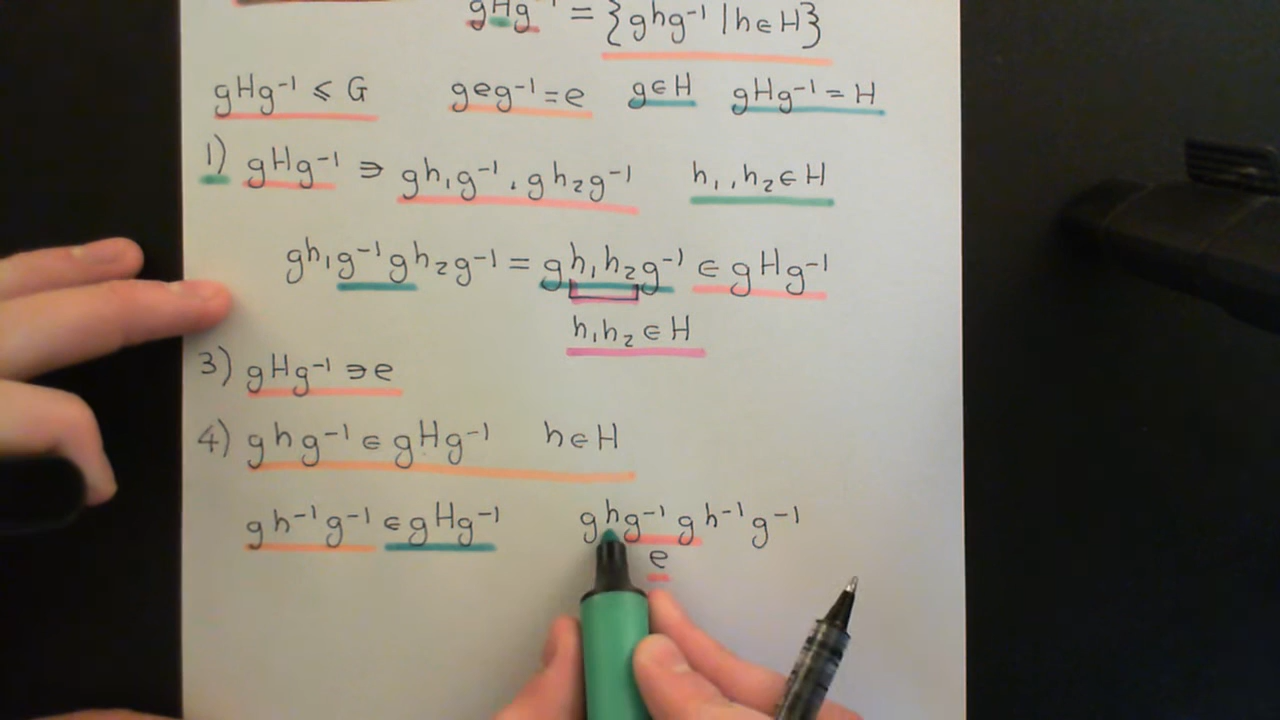 gHg⁻¹ = {ghg⁻¹ | h ∈ H}
gHg⁻¹ ⩽ G geg⁻¹ = e g ∈ H gHg⁻¹ = H
1) gHg⁻¹ ∋ gh₁g⁻¹ . gh₂g⁻¹ h₁, h₂ ∈ H
gh₁g⁻¹gh₂g⁻¹ = gh₁h₂g⁻¹ ∈ gHg⁻¹
h₁h₂ ∈ H
3) gHg⁻¹ ∋ e
4) ghg⁻¹ ∈ gHg⁻¹ h ∈ H
gh⁻¹g⁻¹ ∈ gHg⁻¹ ghg⁻¹gh⁻¹g⁻¹
e